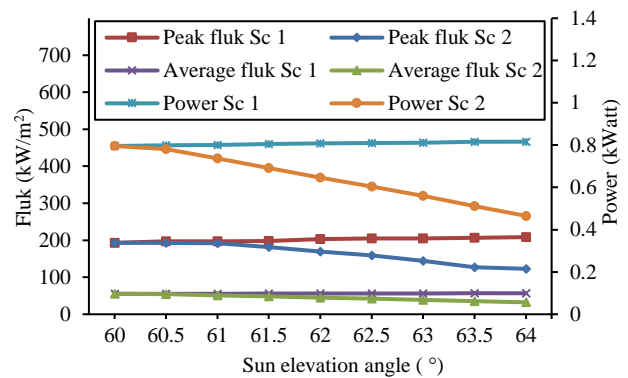 Peak fluk Sc 1
Peak fluk Sc 2
Average fluk Sc 1
Average fluk Sc 2
Power Sc 1
Power Sc 2
Fluk (kW/m²)
700
600
500
400
300
200
100
0
1.4
1.2
1
0.8
0.6
0.4
0.2
0
Power (kWatt)
60 60.5 61 61.5 62 62.5 63 63.5 64
Sun elevation angle ( °)